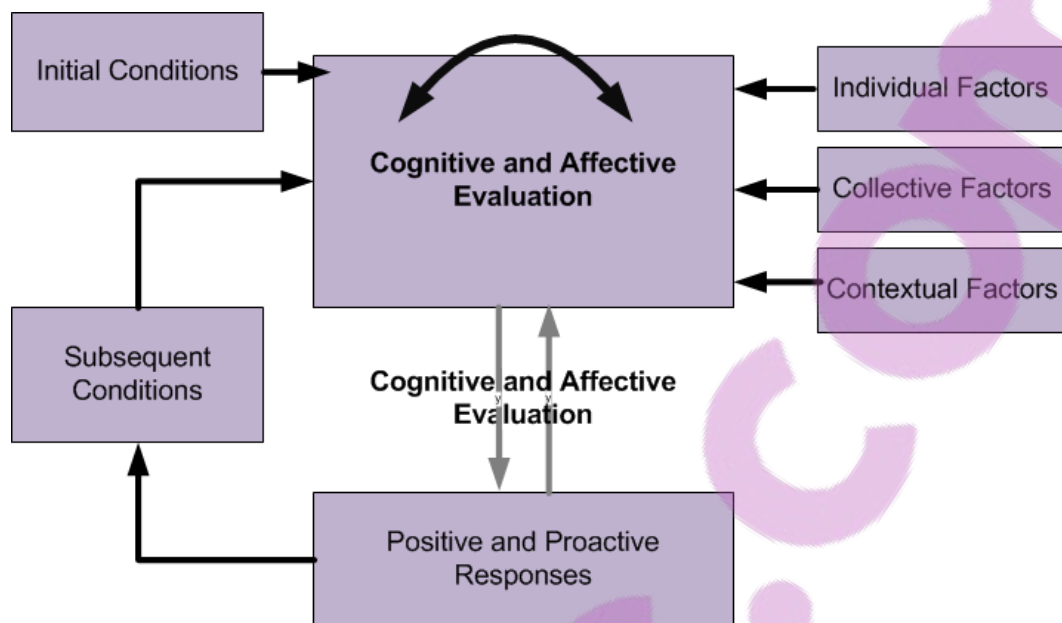 Initial Conditions
Individual Factors
Cognitive and Affective
Evaluation
Collective Factors
Contextual Factors
Subsequent
Conditions
Cognitive and Affective
Evaluation
y
y
Positive and Proactive
Responses
.com